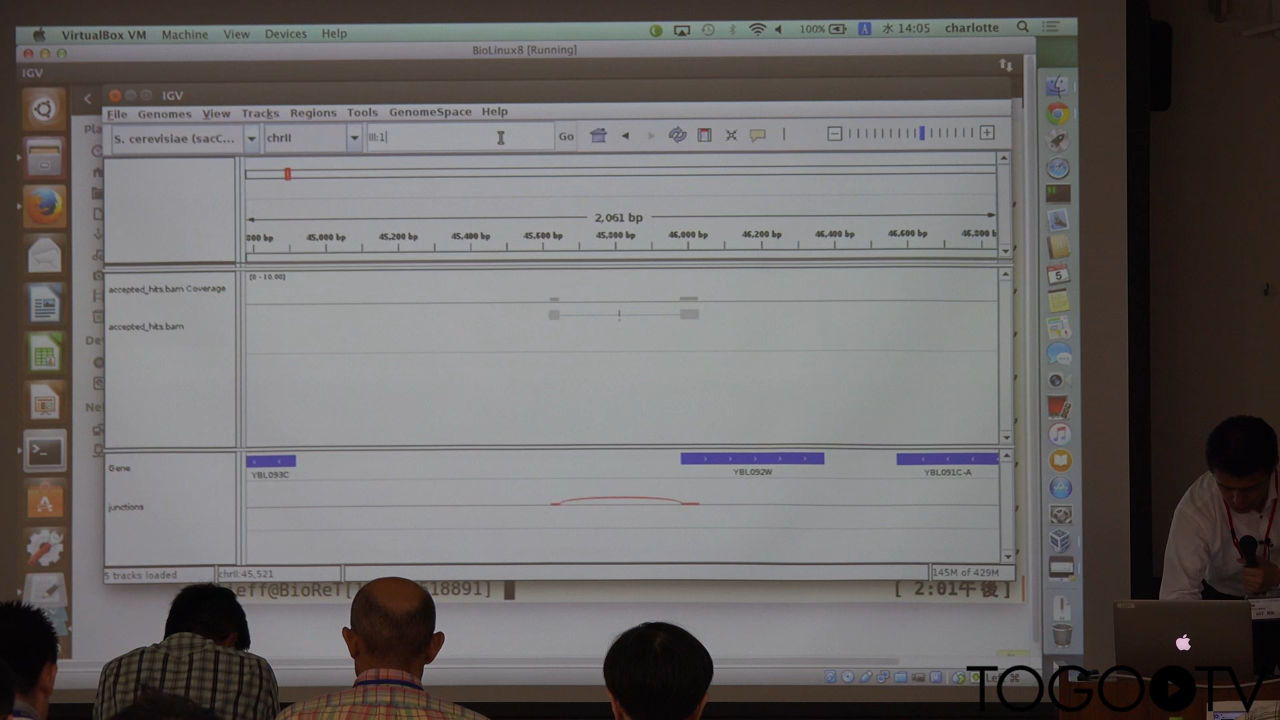 VirtualBox VM Machine View Devices Help 100% A 水 14:05 charlotte
BioLinux8 [Running]
IGV
IGV
File Genomes View Tracks Regions Tools GenomeSpace Help
S. cerevisiae (sacC... chrII III:1 Go
2,061 bp
45,000 bp 45,200 bp 45,400 bp 45,600 bp 45,800 bp 46,000 bp 46,200 bp 46,400 bp 46,600 bp
[0 - 10.00]
accepted_hits.bam Coverage
accepted_hits.bam
Gene
YBL093C YBL092W YBL091C-A
junctions
5 tracks loaded chrII:45,521 145M of 429M
18891] [ 2:01午後]
TOGOTV